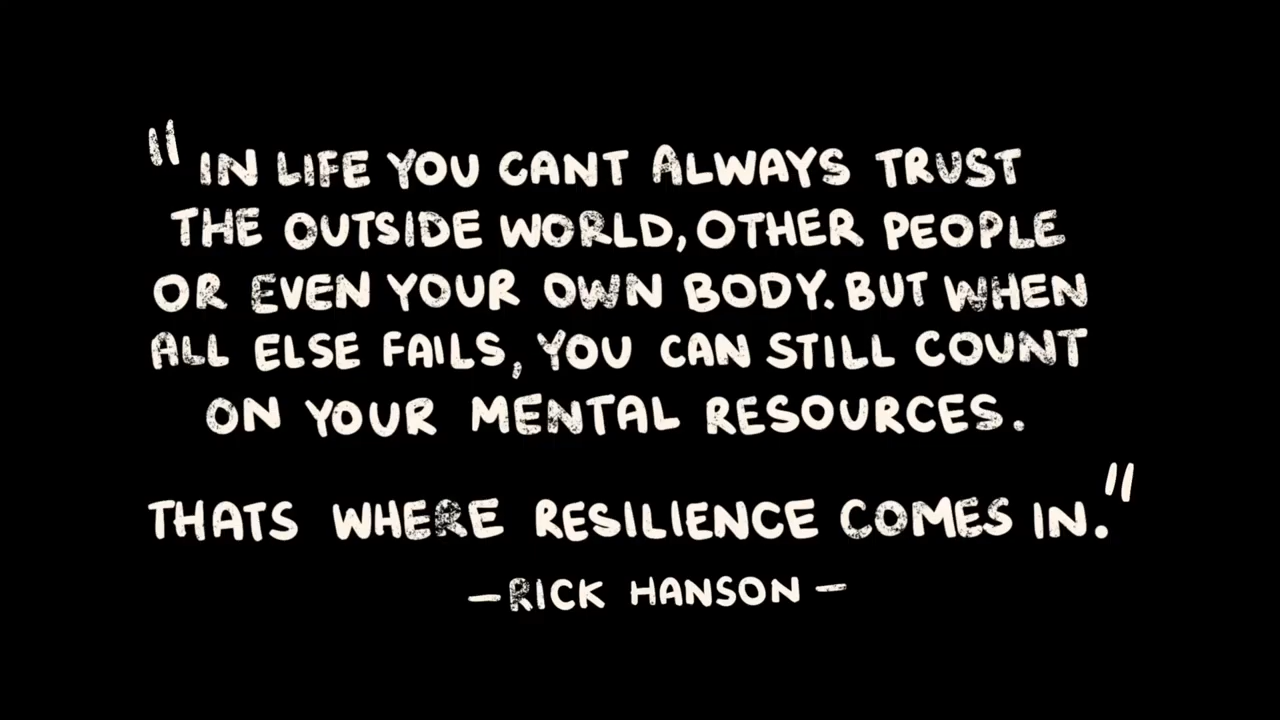 "IN LIFE YOU CANT ALWAYS TRUST
THE OUTSIDE WORLD, OTHER PEOPLE
OR EVEN YOUR OWN BODY. BUT WHEN
ALL ELSE FAILS, YOU CAN STILL COUNT
ON YOUR MENTAL RESOURCES.
THATS WHERE RESILIENCE COMES IN."
—RICK HANSON—